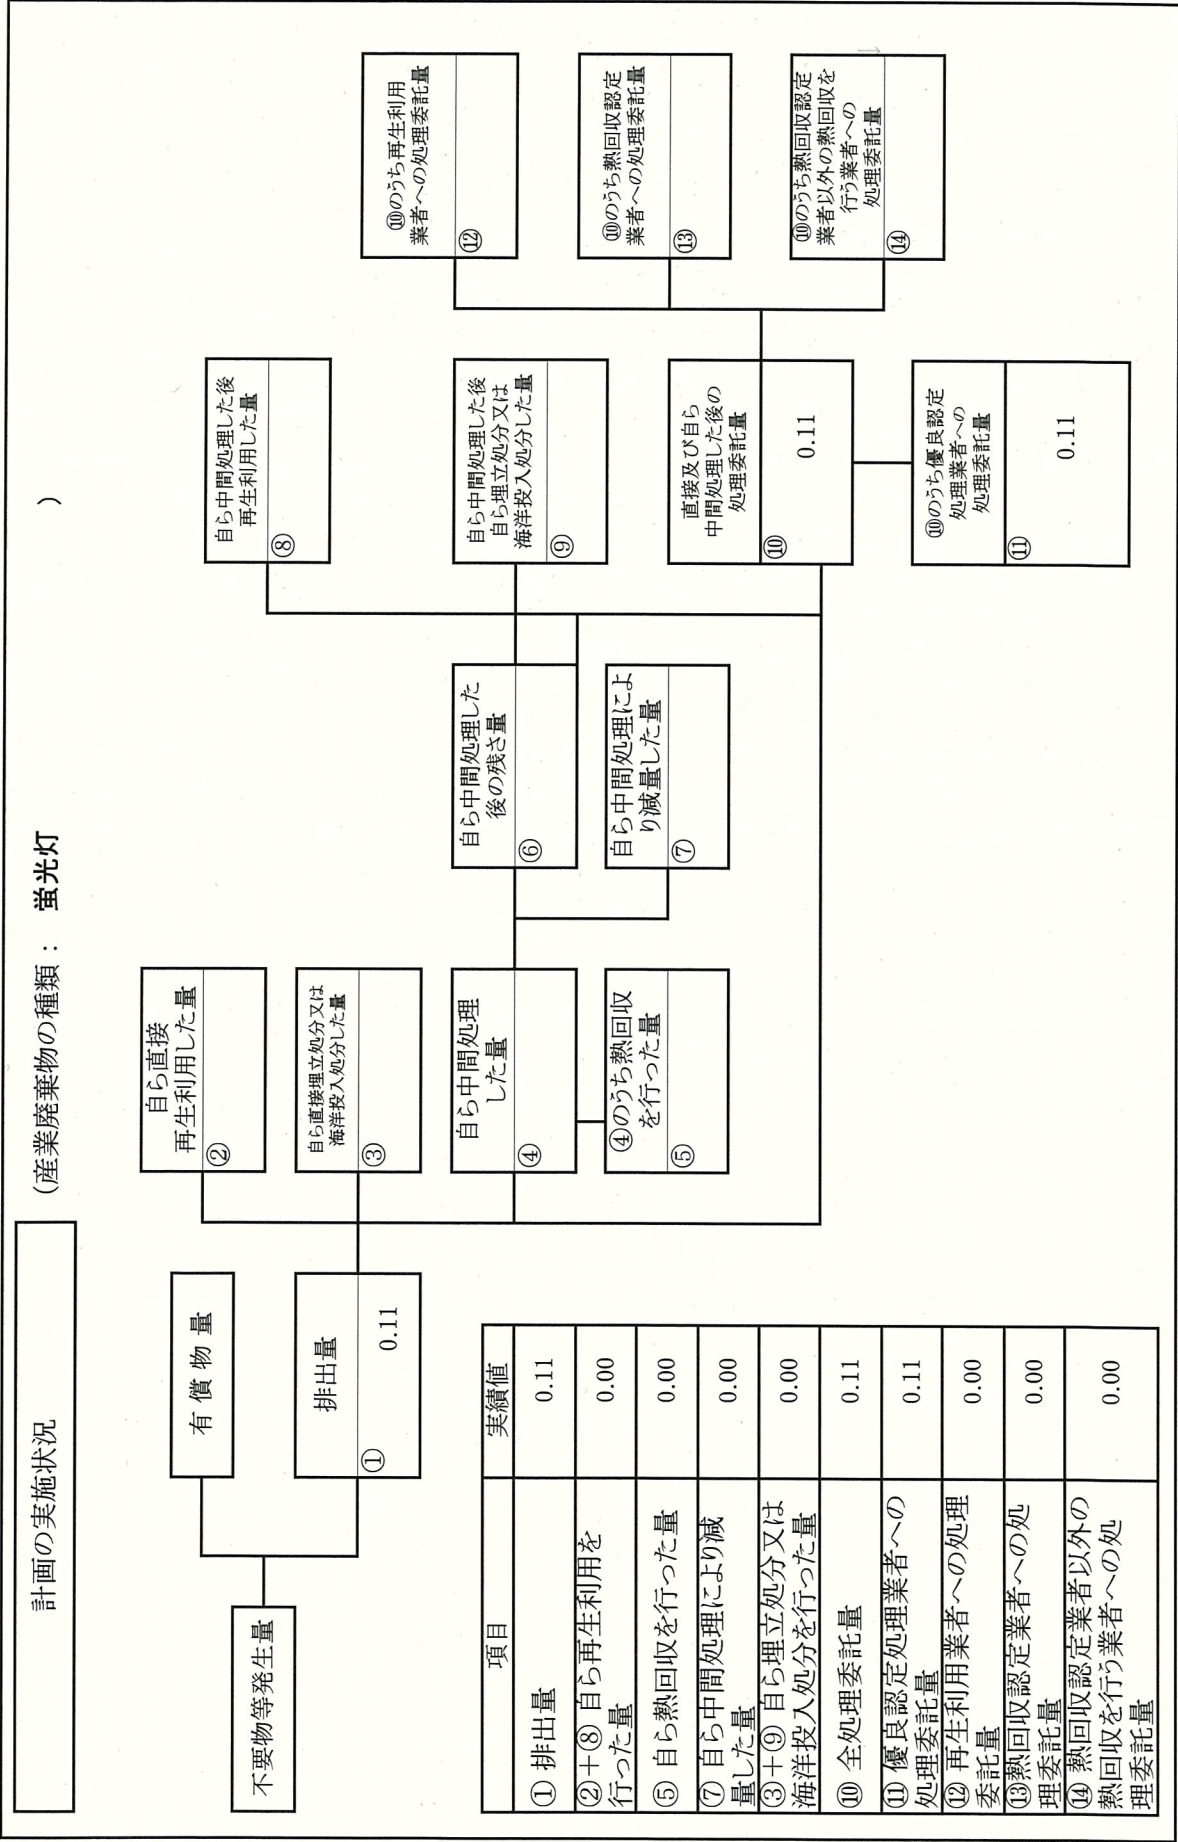 計画の実施状況
(産業廃棄物の種類： 蛍光灯 )
不要物等発生量
有償物量
排出量
① 0.11
自ら直接
再生利用した量
②
自ら直接埋立処分又は
海洋投入処分した量
③
自ら中間処理
した量
④
④のうち熱回収
を行った量
⑤
自ら中間処理した
後の残さ量
⑥
自ら中間処理によ
り減量した量
⑦
自ら中間処理した後
再生利用した量
⑧
自ら中間処理した後
自ら埋立処分又は
海洋投入処分した量
⑨
直接及び自ら
中間処理した後の
処理委託量
⑩ 0.11
⑩のうち優良認定
処理業者への
処理委託量
⑪ 0.11
⑩のうち再生利用
業者への処理委託量
⑫
⑩のうち熱回収認定
業者への処理委託量
⑬
⑩のうち熱回収認定
業者以外の熱回収を
行う業者への
処理委託量
⑭
項目 実績値
① 排出量 0.11
②+⑧ 自ら再生利用を
行った量 0.00
⑤ 自ら熱回収を行った量 0.00
⑦ 自ら中間処理により減
量した量 0.00
③+⑨ 自ら埋立処分又は
海洋投入処分を行った量 0.00
⑩ 全処理委託量 0.11
⑪ 優良認定処理業者への
処理委託量 0.11
⑫ 再生利用業者への処理
委託量 0.00
⑬熱回収認定業者への処
理委託量 0.00
⑭ 熱回収認定業者以外の
熱回収を行う業者への処
理委託量 0.00